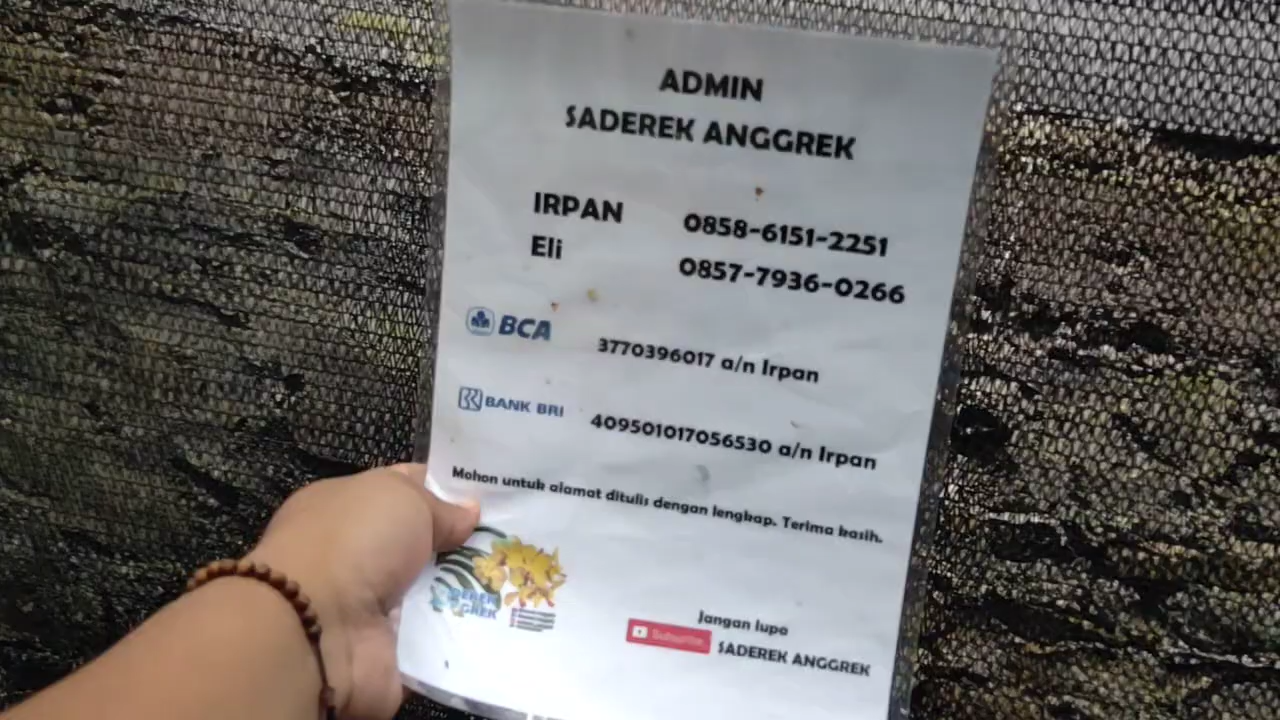 ADMIN
SADEREK ANGGREK
IRPAN 0858-6151-2251
Eli 0857-7936-0266
BCA 3770396017 a/n Irpan
BANK BRI 409501017056530 a/n Irpan
Mohon untuk alamat ditulis dengan lengkap. Terima kasih.
Jangan lupa
Subscribe SADEREK ANGGREK